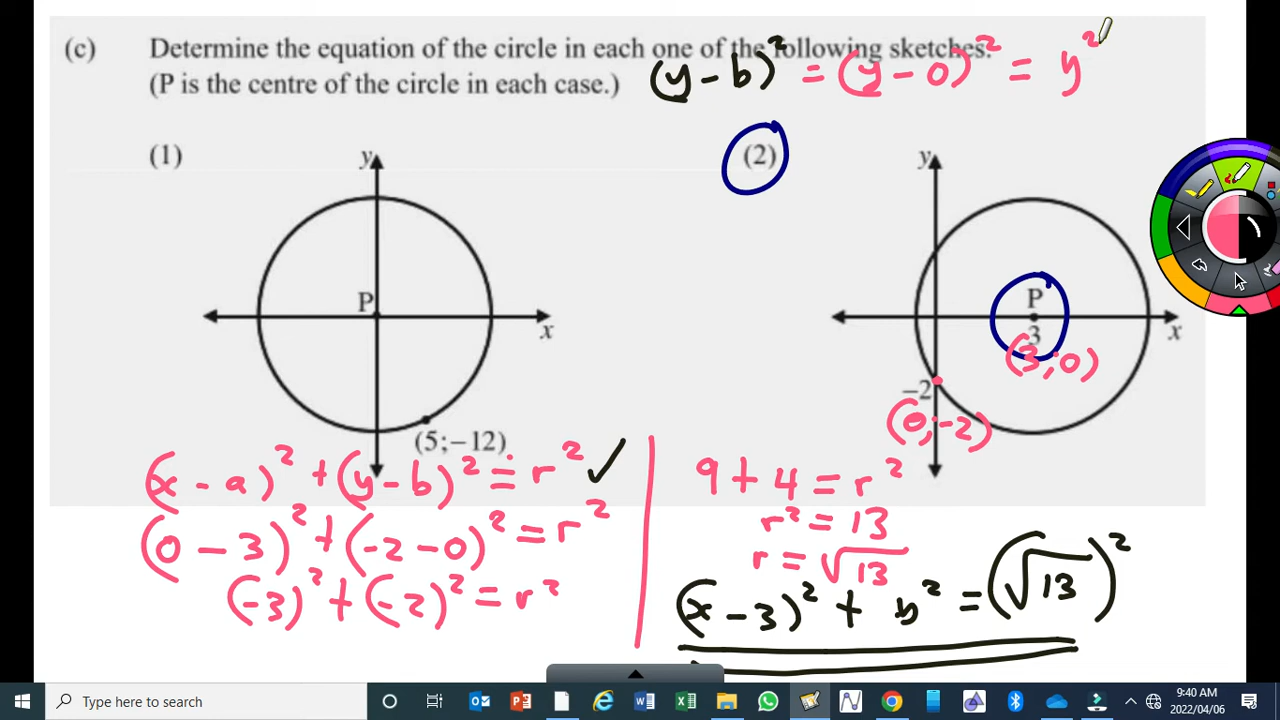 (c) Determine the equation of the circle in each one of the following sketches.
(P is the centre of the circle in each case.)
(y - b)² = (y - 0)² = y²
(1)
y
P
x
(5;−12)
(2)
y
P
3
x
(3;0)
−2
(0;-2)
(x - a)² + (y - b)² = r² ✓
(0 - 3)² + (-2 - 0)² = r²
(-3)² + (-2)² = r²
9 + 4 = r²
r² = 13
r = √13
(x - 3)² + b² = (√13)²
Type here to search
9:40 AM
2022/04/06